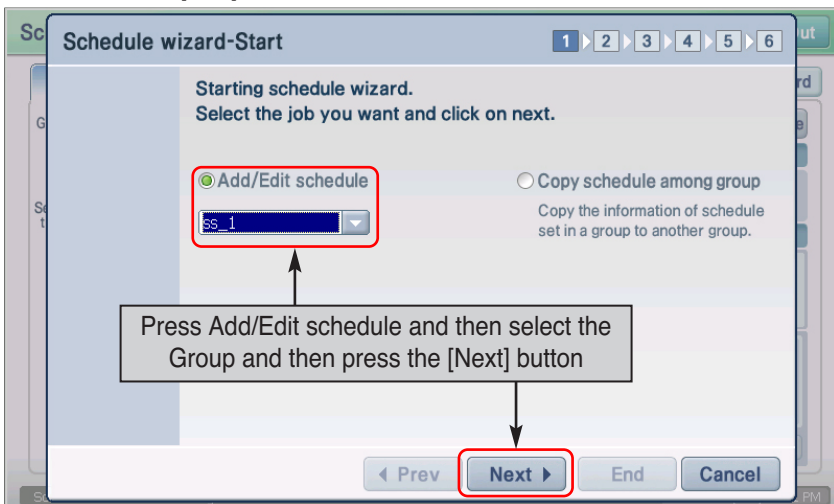 Schedule wizard-Start
1 2 3 4 5 6
Starting schedule wizard.
Select the job you want and click on next.
Add/Edit schedule
Copy schedule among group
ss_1
Copy the information of schedule
set in a group to another group.
Press Add/Edit schedule and then select the
Group and then press the [Next] button
Prev
Next
End
Cancel
PM